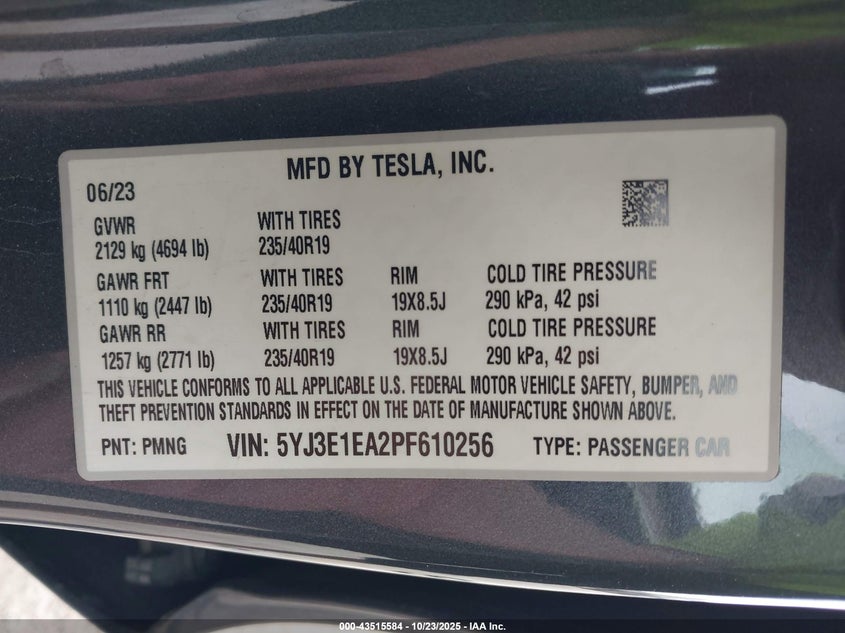 MFD BY TESLA, INC.
06/23
GVWR WITH TIRES
2129 kg (4694 lb) 235/40R19
GAWR FRT WITH TIRES RIM COLD TIRE PRESSURE
1110 kg (2447 lb) 235/40R19 19X8.5J 290 kPa, 42 psi
GAWR RR WITH TIRES RIM COLD TIRE PRESSURE
1257 kg (2771 lb) 235/40R19 19X8.5J 290 kPa, 42 psi
THIS VEHICLE CONFORMS TO ALL APPLICABLE U.S. FEDERAL MOTOR VEHICLE SAFETY, BUMPER, AND
THEFT PREVENTION STANDARDS IN EFFECT ON THE DATE OF MANUFACTURE SHOWN ABOVE.
PNT: PMNG VIN: 5YJ3E1EA2PF610256 TYPE: PASSENGER CAR
000-43515584 | 10/23/2025 - IAA Inc.